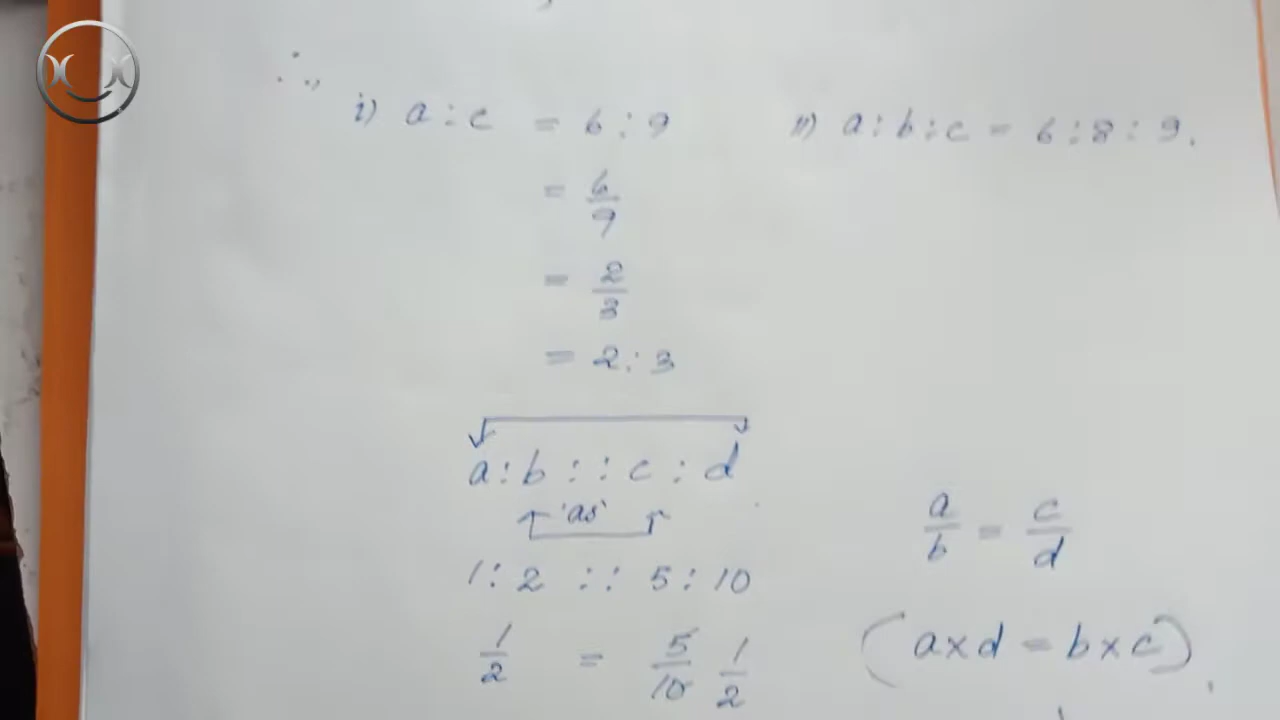 ∴
i) a : c = 6 : 9
= 6/9
= 2/3
= 2 : 3
ii) a : b : c = 6 : 8 : 9.
a : b : : c : d
'as'
1 : 2 : : 5 : 10
1/2 = 5/10 1/2
a/b = c/d
(a x d = b x c).